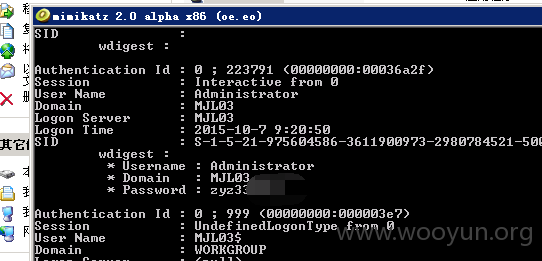 mimikatz 2.0 alpha x86 (oe.eo)
SID               :
        wdigest :
Authentication Id : 0 ; 223791 (00000000:00036a2f)
Session           : Interactive from 0
User Name         : Administrator
Domain            : MJL03
Logon Server      : MJL03
Logon Time        : 2015-10-7 9:20:50
SID               : S-1-5-21-975604586-3611900973-2980784521-500
        wdigest :
         * Username : Administrator
         * Domain   : MJL03
         * Password : zyz33
Authentication Id : 0 ; 999 (00000000:000003e7)
Session           : UndefinedLogonType from 0
User Name         : MJL03$
Domain            : WORKGROUP
Logon Server      : (null)
www.wooyun.org
其它